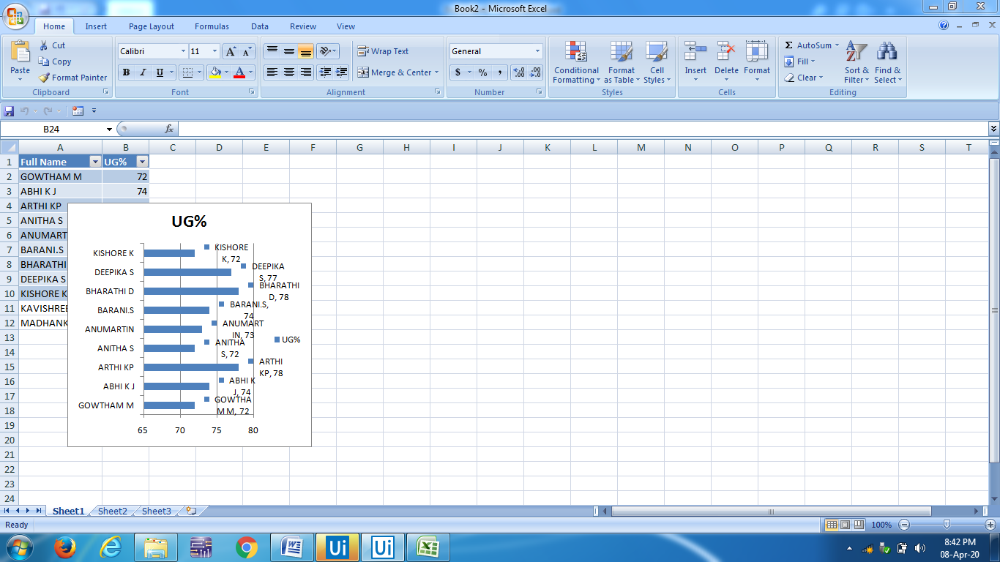 Book2 - Microsoft Excel
Home Insert Page Layout Formulas Data Review View
Paste
Cut
Copy
Format Painter
Clipboard
Calibri 11
B I U
Font
Wrap Text
Merge & Center
Alignment
General
$ % ,
Number
Conditional Formatting
Format as Table
Cell Styles
Styles
Insert Delete Format
Cells
AutoSum
Fill
Clear
Sort & Filter
Find & Select
Editing
B24 fx
A B C D E F G H I J K L M N O P Q R S T
1 Full Name UG%
2 GOWTHAM M 72
3 ABHI K J 74
4 ARTHI KP
5 ANITHA S
6 ANUMART
7 BARANI.S
8 BHARATHI
9 DEEPIKA S
10 KISHORE K
11 KAVISHREE
12 MADHANK
13
14
15
16
17
18
19
20
21
22
23
24
UG%
KISHORE K
KISHORE
K, 72
DEEPIKA S
DEEPIKA
S, 77
BHARATHI D
BHARATHI
D, 78
BARANI.S
BARANI.S,
74
ANUMARTIN
ANUMART
IN, 73
ANITHA S
ANITHA
S, 72
ARTHI KP
ARTHI
KP, 78
ABHI K J
ABHI K
J, 74
GOWTHAM M
GOWTHA
M M, 72
UG%
65 70 75 80
Sheet1 Sheet2 Sheet3
Ready 100%
Ui Ui
8:42 PM
08-Apr-20